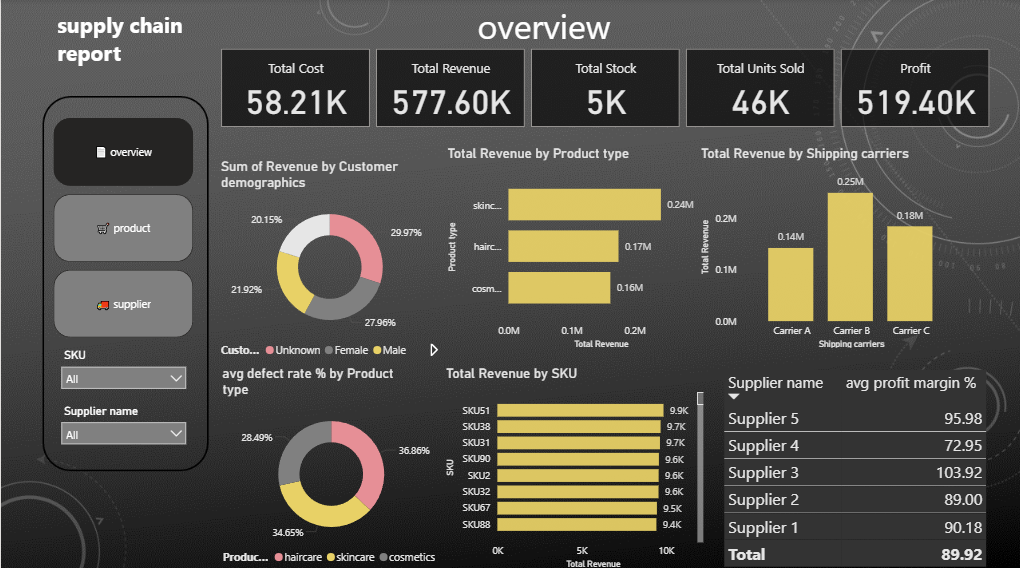 supply chain
report
overview
Total Cost
58.21K
Total Revenue
577.60K
Total Stock
5K
Total Units Sold
46K
Profit
519.40K
overview
product
supplier
SKU
All
Supplier name
All
Sum of Revenue by Customer
demographics
20.15%
29.97%
21.92%
27.96%
Custo... Unknown Female Male
Total Revenue by Product type
Product type
skinc... 0.24M
hairc... 0.17M
cosm... 0.16M
0.0M 0.1M 0.2M
Total Revenue
Total Revenue by Shipping carriers
Total Revenue
0.2M
0.1M
0.0M
0.14M
0.25M
0.18M
Carrier A Carrier B Carrier C
Shipping carriers
avg defect rate % by Product
type
28.49%
36.86%
34.65%
Produc... haircare skincare cosmetics
Total Revenue by SKU
SKU
SKU51 9.9K
SKU38 9.7K
SKU31 9.7K
SKU90 9.6K
SKU2 9.6K
SKU32 9.6K
SKU67 9.5K
SKU88 9.4K
0K 5K 10K
Total Revenue
Supplier name avg profit margin %
Supplier 5 95.98
Supplier 4 72.95
Supplier 3 103.92
Supplier 2 89.00
Supplier 1 90.18
Total 89.92